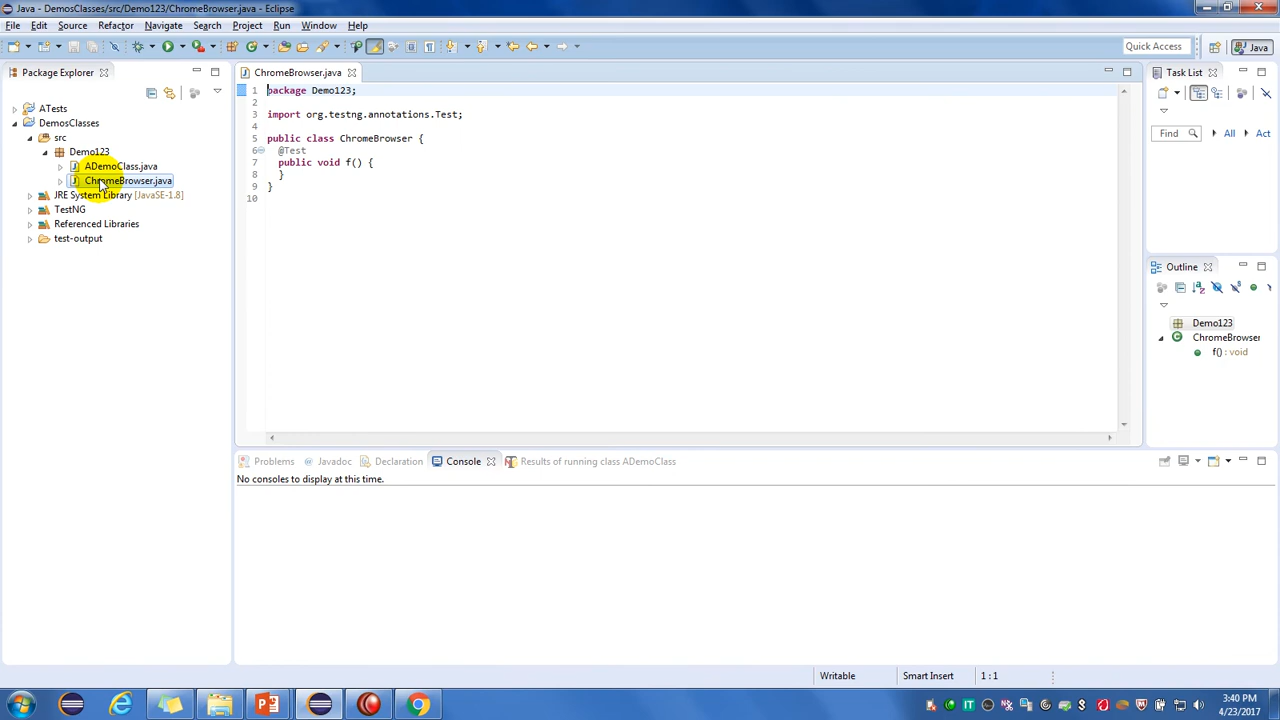 Java - DemosClasses/src/Demo123/ChromeBrowser.java - Eclipse
File Edit Source Refactor Navigate Search Project Run Window Help
Quick Access
Java
Package Explorer
ATests
DemosClasses
src
Demo123
ADemoClass.java
ChromeBrowser.java
JRE System Library [JavaSE-1.8]
TestNG
Referenced Libraries
test-output
ChromeBrowser.java
1 package Demo123;
2
3 import org.testng.annotations.Test;
4
5 public class ChromeBrowser {
6 @Test
7 public void f() {
8 }
9 }
10
Task List
Find All Acti
Outline
Demo123
ChromeBrowser
f() : void
Problems Javadoc Declaration Console Results of running class ADemoClass
No consoles to display at this time.
Writable Smart Insert 1 : 1
3:40 PM
4/23/2017